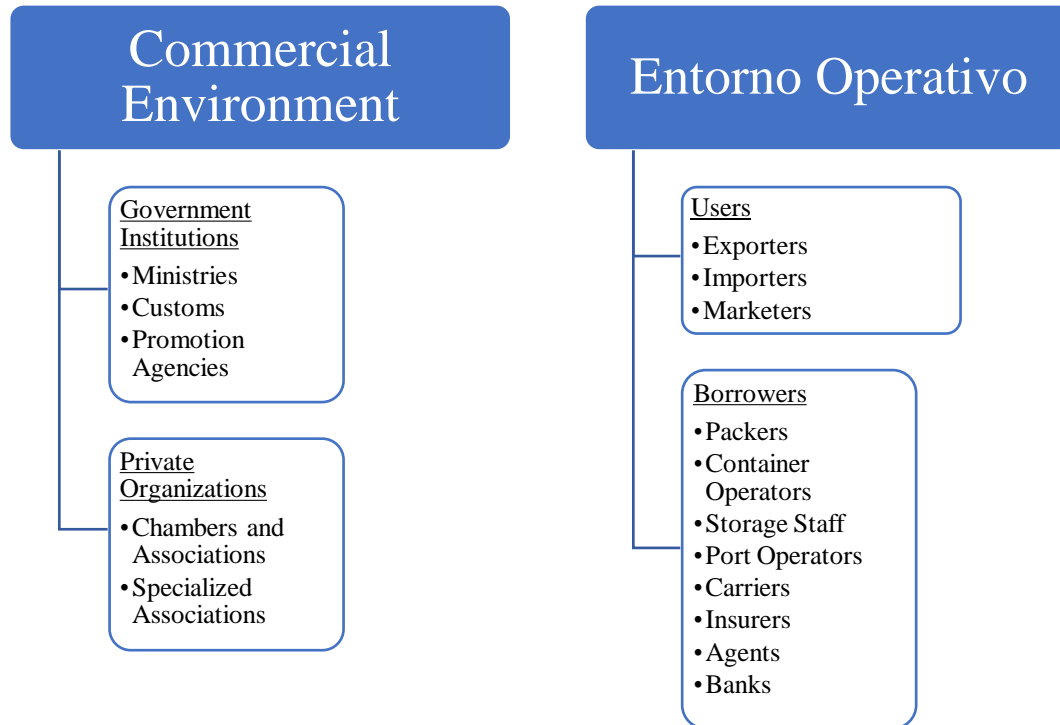 Commercial
Environment
Government
Institutions
•Ministries
•Customs
•Promotion
Agencies
Private
Organizations
•Chambers and
Associations
•Specialized
Associations
Entorno Operativo
Users
•Exporters
•Importers
•Marketers
Borrowers
•Packers
•Container
Operators
•Storage Staff
•Port Operators
•Carriers
•Insurers
•Agents
•Banks